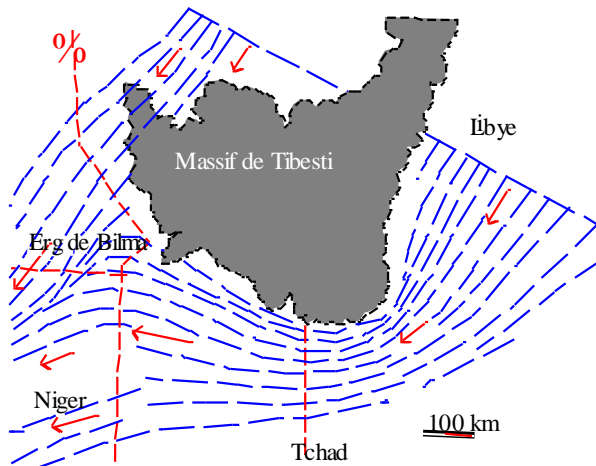 %
Libye
Massif de Tibesti
Erg de Bilma
Niger
100 km
Tchad